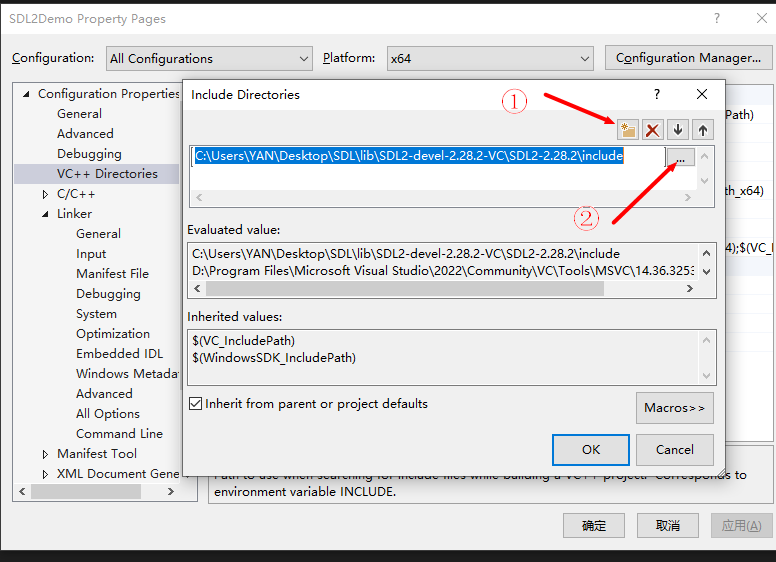 SDL2Demo Property Pages
Configuration: All Configurations Platform: x64 Configuration Manager...
Configuration Properties
General
Advanced
Debugging
VC++ Directories
C/C++
Linker
General
Input
Manifest File
Debugging
System
Optimization
Embedded IDL
Windows Metada
Advanced
All Options
Command Line
Manifest Tool
XML Document Gene
Include Directories
①
C:\Users\YAN\Desktop\SDL\lib\SDL2-devel-2.28.2-VC\SDL2-2.28.2\include
...
②
Evaluated value:
C:\Users\YAN\Desktop\SDL\lib\SDL2-devel-2.28.2-VC\SDL2-2.28.2\include
D:\Program Files\Microsoft Visual Studio\2022\Community\VC\Tools\MSVC\14.36.3253
Inherited values:
$(VC_IncludePath)
$(WindowsSDK_IncludePath)
Inherit from parent or project defaults
Macros>>
OK Cancel
Path)
th_x64)
4);$(VC_I
Path to use when searching for include files while building a VC++ project. Corresponds to
environment variable INCLUDE.
确定 取消 应用(A)